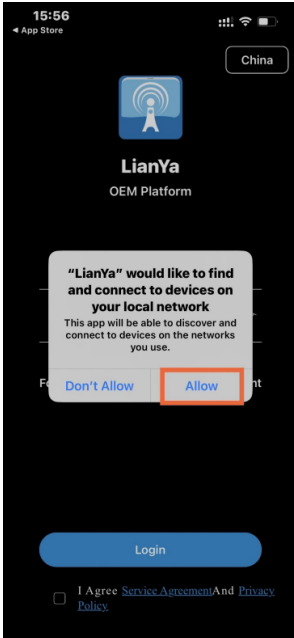 15:56
◀ App Store
China
LianYa
OEM Platform
“LianYa” would like to find
and connect to devices on
your local network
This app will be able to discover and
connect to devices on the networks
you use.
Don't Allow
Allow
Login
I Agree Service AgreementAnd Privacy
Policy